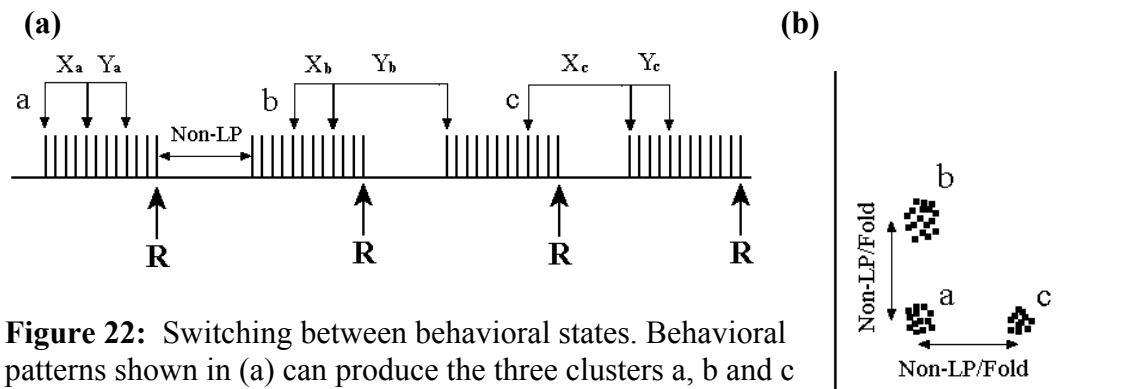 (a)
Xa Ya
a
Non-LP
b
Xb Yb
c
Xc Yc
R R R R
(b)
b
Non-LP/Fold
a
c
Non-LP/Fold
Figure 22: Switching between behavioral states. Behavioral
patterns shown in (a) can produce the three clusters a, b and c